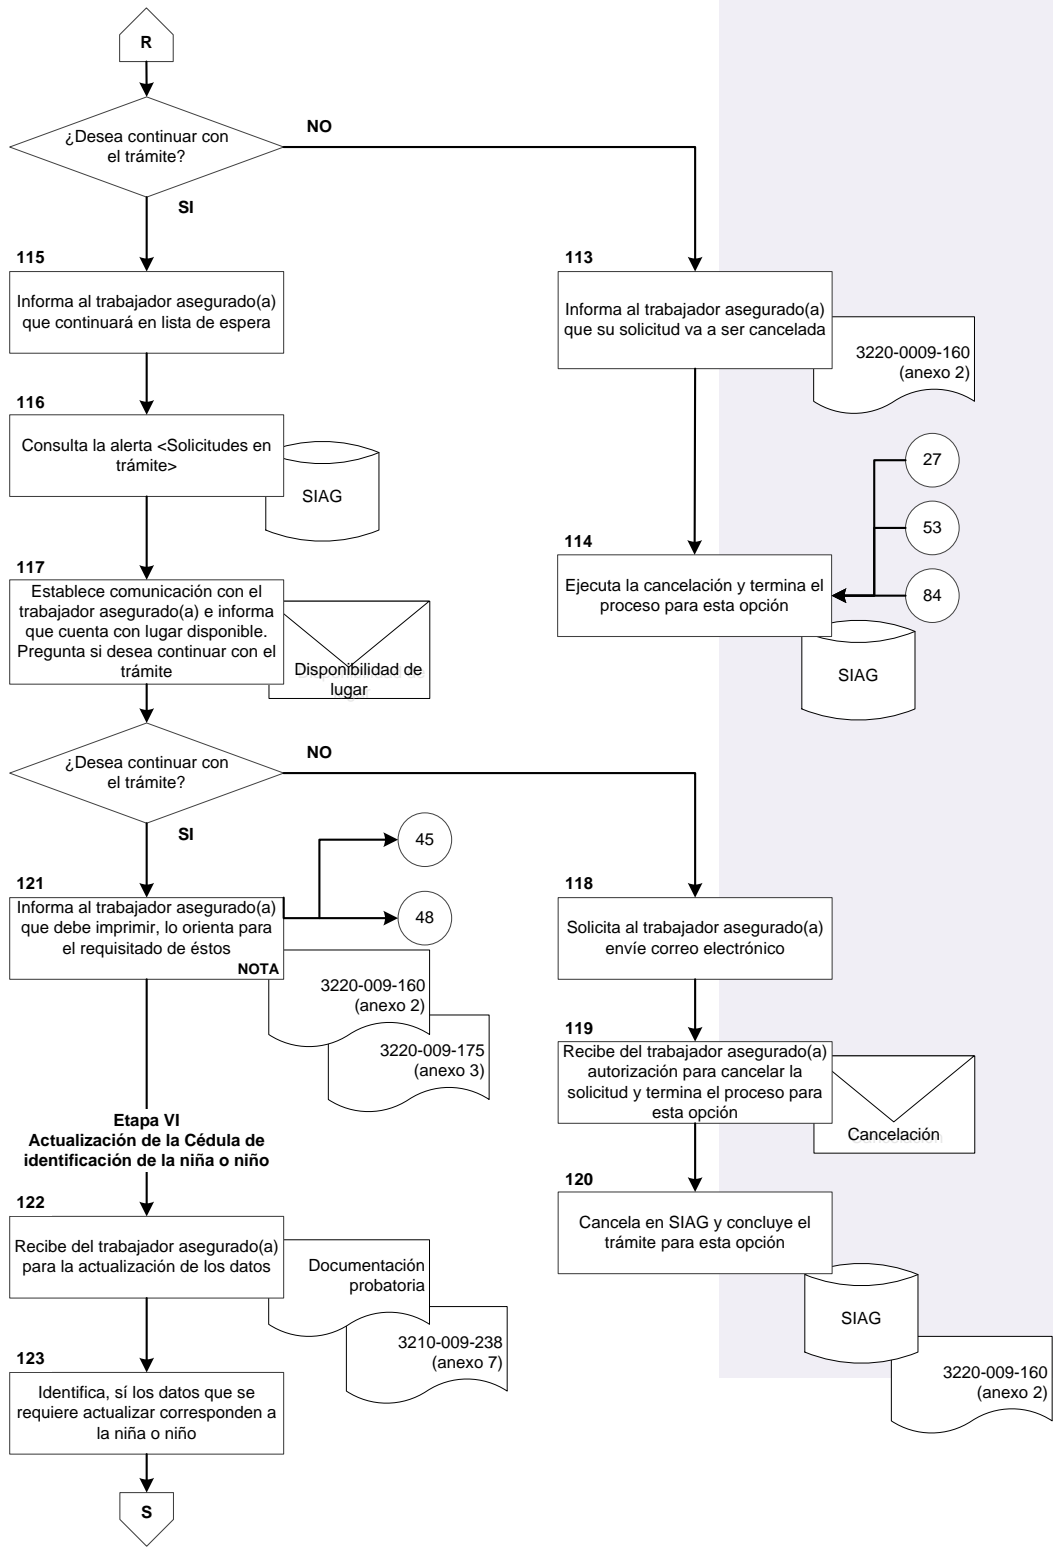 R
¿Desea continuar con
el trámite?
NO
SI
115
Informa al trabajador asegurado(a)
que continuará en lista de espera
113
Informa al trabajador asegurado(a)
que su solicitud va a ser cancelada
3220-0009-160
(anexo 2)
116
Consulta la alerta <Solicitudes en
trámite>
SIAG
27
53
84
114
Ejecuta la cancelación y termina el
proceso para esta opción
SIAG
117
Establece comunicación con el
trabajador asegurado(a) e informa
que cuenta con lugar disponible.
Pregunta si desea continuar con el
trámite
Disponibilidad de
lugar
¿Desea continuar con
el trámite?
NO
SI
45
48
121
Informa al trabajador asegurado(a)
que debe imprimir, lo orienta para
el requisitado de éstos
NOTA
3220-009-160
(anexo 2)
3220-009-175
(anexo 3)
118
Solicita al trabajador asegurado(a)
envíe correo electrónico
119
Recibe del trabajador asegurado(a)
autorización para cancelar la
solicitud y termina el proceso para
esta opción
Cancelación
120
Cancela en SIAG y concluye el
trámite para esta opción
SIAG
3220-009-160
(anexo 2)
Etapa VI
Actualización de la Cédula de
identificación de la niña o niño
122
Recibe del trabajador asegurado(a)
para la actualización de los datos
Documentación
probatoria
3210-009-238
(anexo 7)
123
Identifica, sí los datos que se
requiere actualizar corresponden a
la niña o niño
S